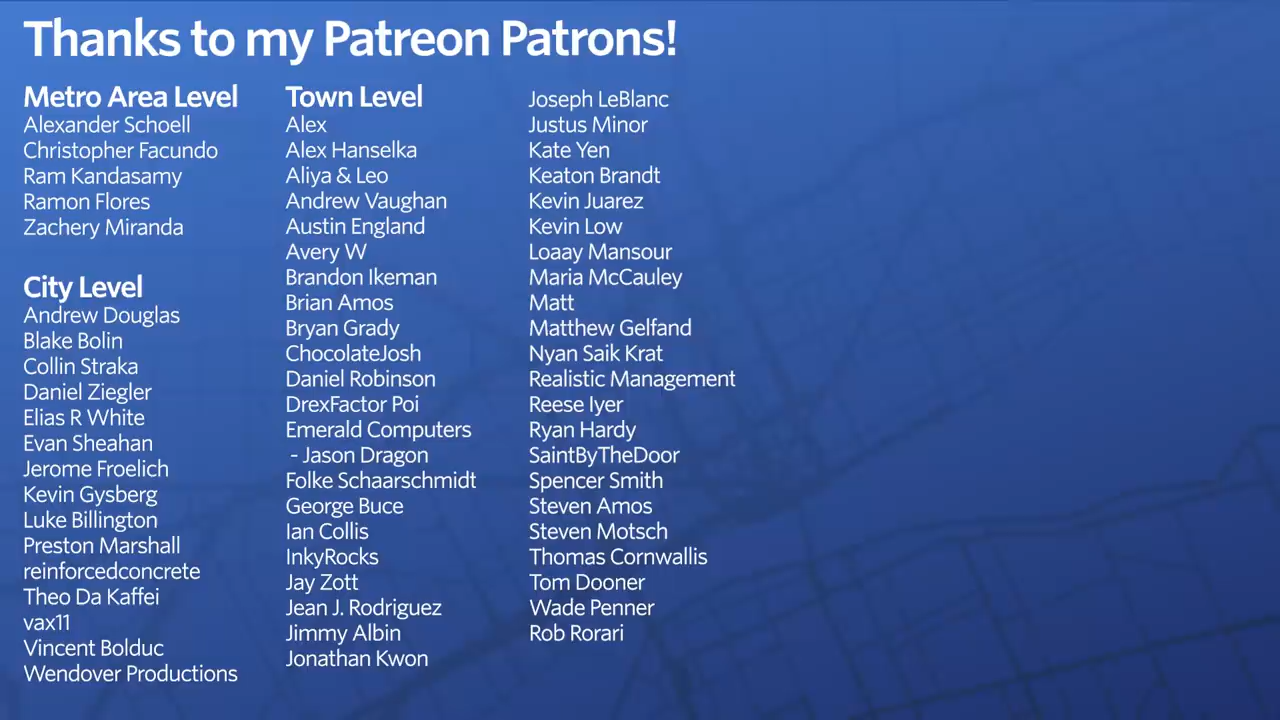 Thanks to my Patreon Patrons!
Metro Area Level
Alexander Schoell
Christopher Facundo
Ram Kandasamy
Ramon Flores
Zachery Miranda
City Level
Andrew Douglas
Blake Bolin
Collin Straka
Daniel Ziegler
Elias R White
Evan Sheahan
Jerome Froelich
Kevin Gysberg
Luke Billington
Preston Marshall
reinforcedconcrete
Theo Da Kaffei
vax11
Vincent Bolduc
Wendover Productions
Town Level
Alex
Alex Hanselka
Aliya & Leo
Andrew Vaughan
Austin England
Avery W
Brandon Ikeman
Brian Amos
Bryan Grady
ChocolateJosh
Daniel Robinson
DrexFactor Poi
Emerald Computers
- Jason Dragon
Folke Schaarschmidt
George Buce
Ian Collis
InkyRocks
Jay Zott
Jean J. Rodriguez
Jimmy Albin
Jonathan Kwon
Joseph LeBlanc
Justus Minor
Kate Yen
Keaton Brandt
Kevin Juarez
Kevin Low
Loaay Mansour
Maria McCauley
Matt
Matthew Gelfand
Nyan Saik Krat
Realistic Management
Reese Iyer
Ryan Hardy
SaintByTheDoor
Spencer Smith
Steven Amos
Steven Motsch
Thomas Cornwallis
Tom Dooner
Wade Penner
Rob Rorari